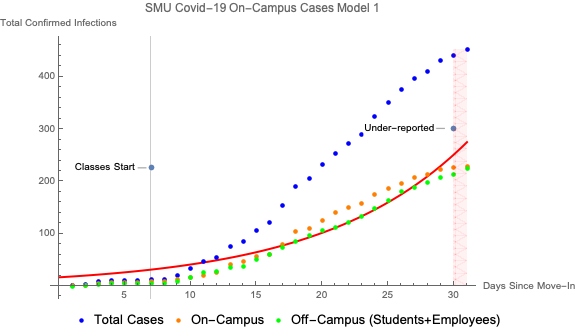 SMU Covid-19 On-Campus Cases Model 1
Total Confirmed Infections
400
300
200
100
Under-reported
Classes Start
5
10
15
20
25
30
Days Since Move-In
Total Cases
On-Campus
Off-Campus (Students+Employees)